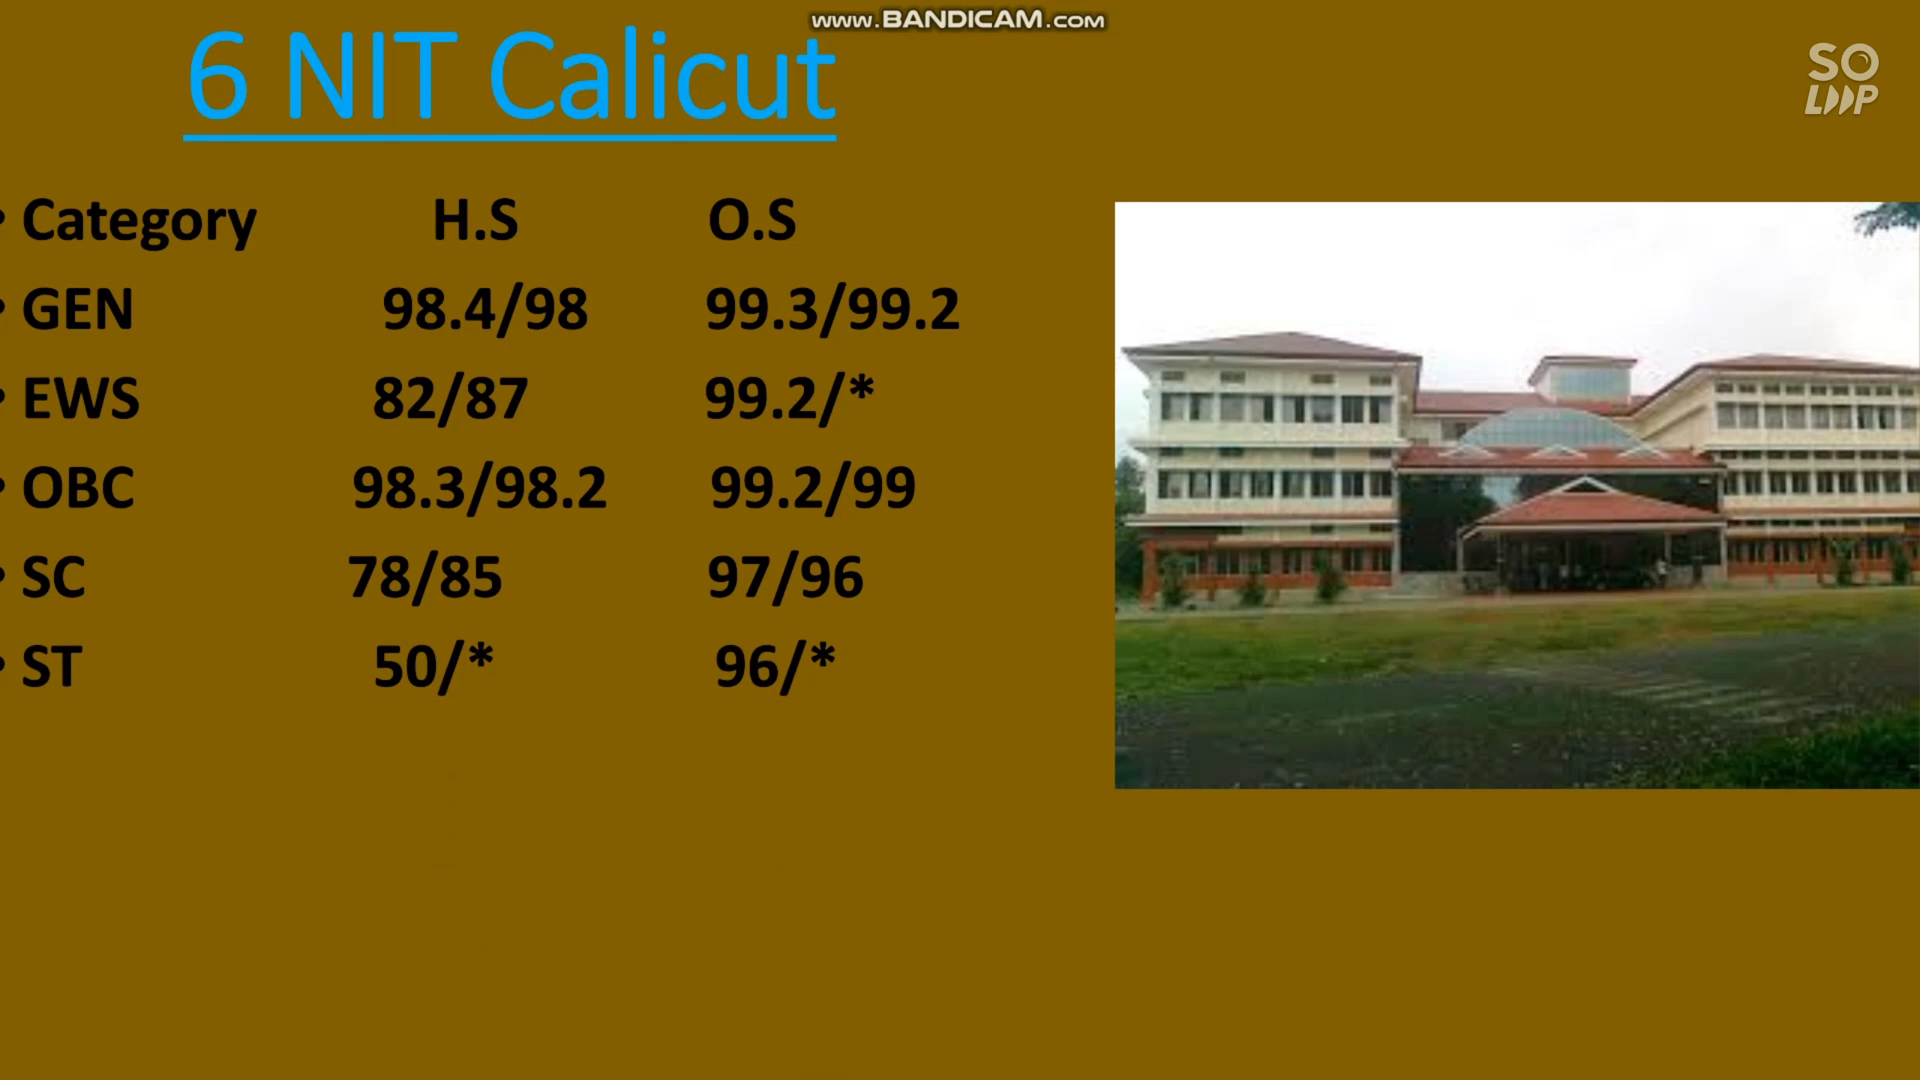 www.BANDICAM.com
6 NIT Calicut
SO
LOOP
• Category H.S O.S
• GEN 98.4/98 99.3/99.2
• EWS 82/87 99.2/*
• OBC 98.3/98.2 99.2/99
• SC 78/85 97/96
• ST 50/* 96/*